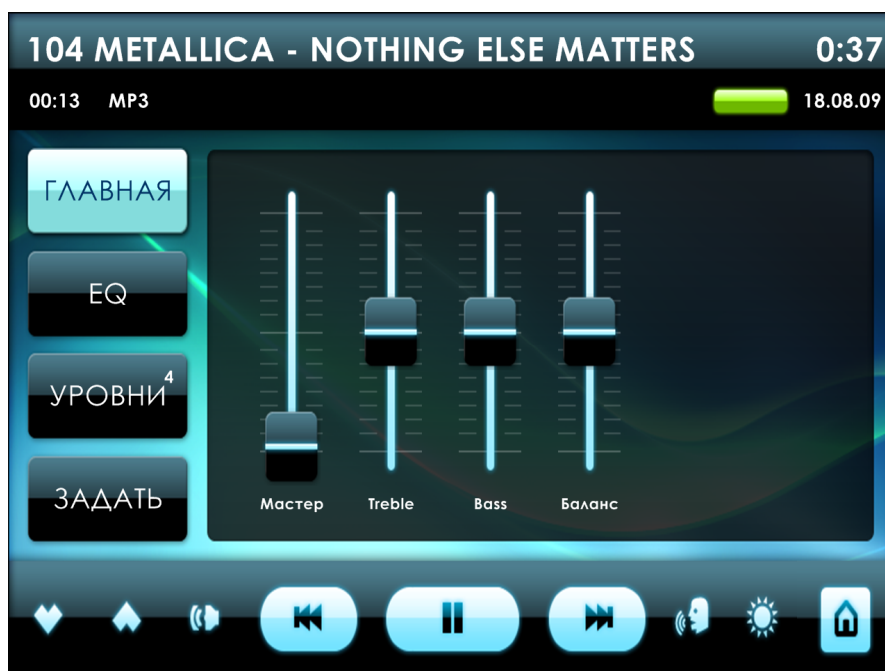 104 METALLICA - NOTHING ELSE MATTERS 0:37
00:13 MP3 18.08.09
ГЛАВНАЯ
EQ
УРОВНИ 4
ЗАДАТЬ
Мастер Treble Bass Баланс